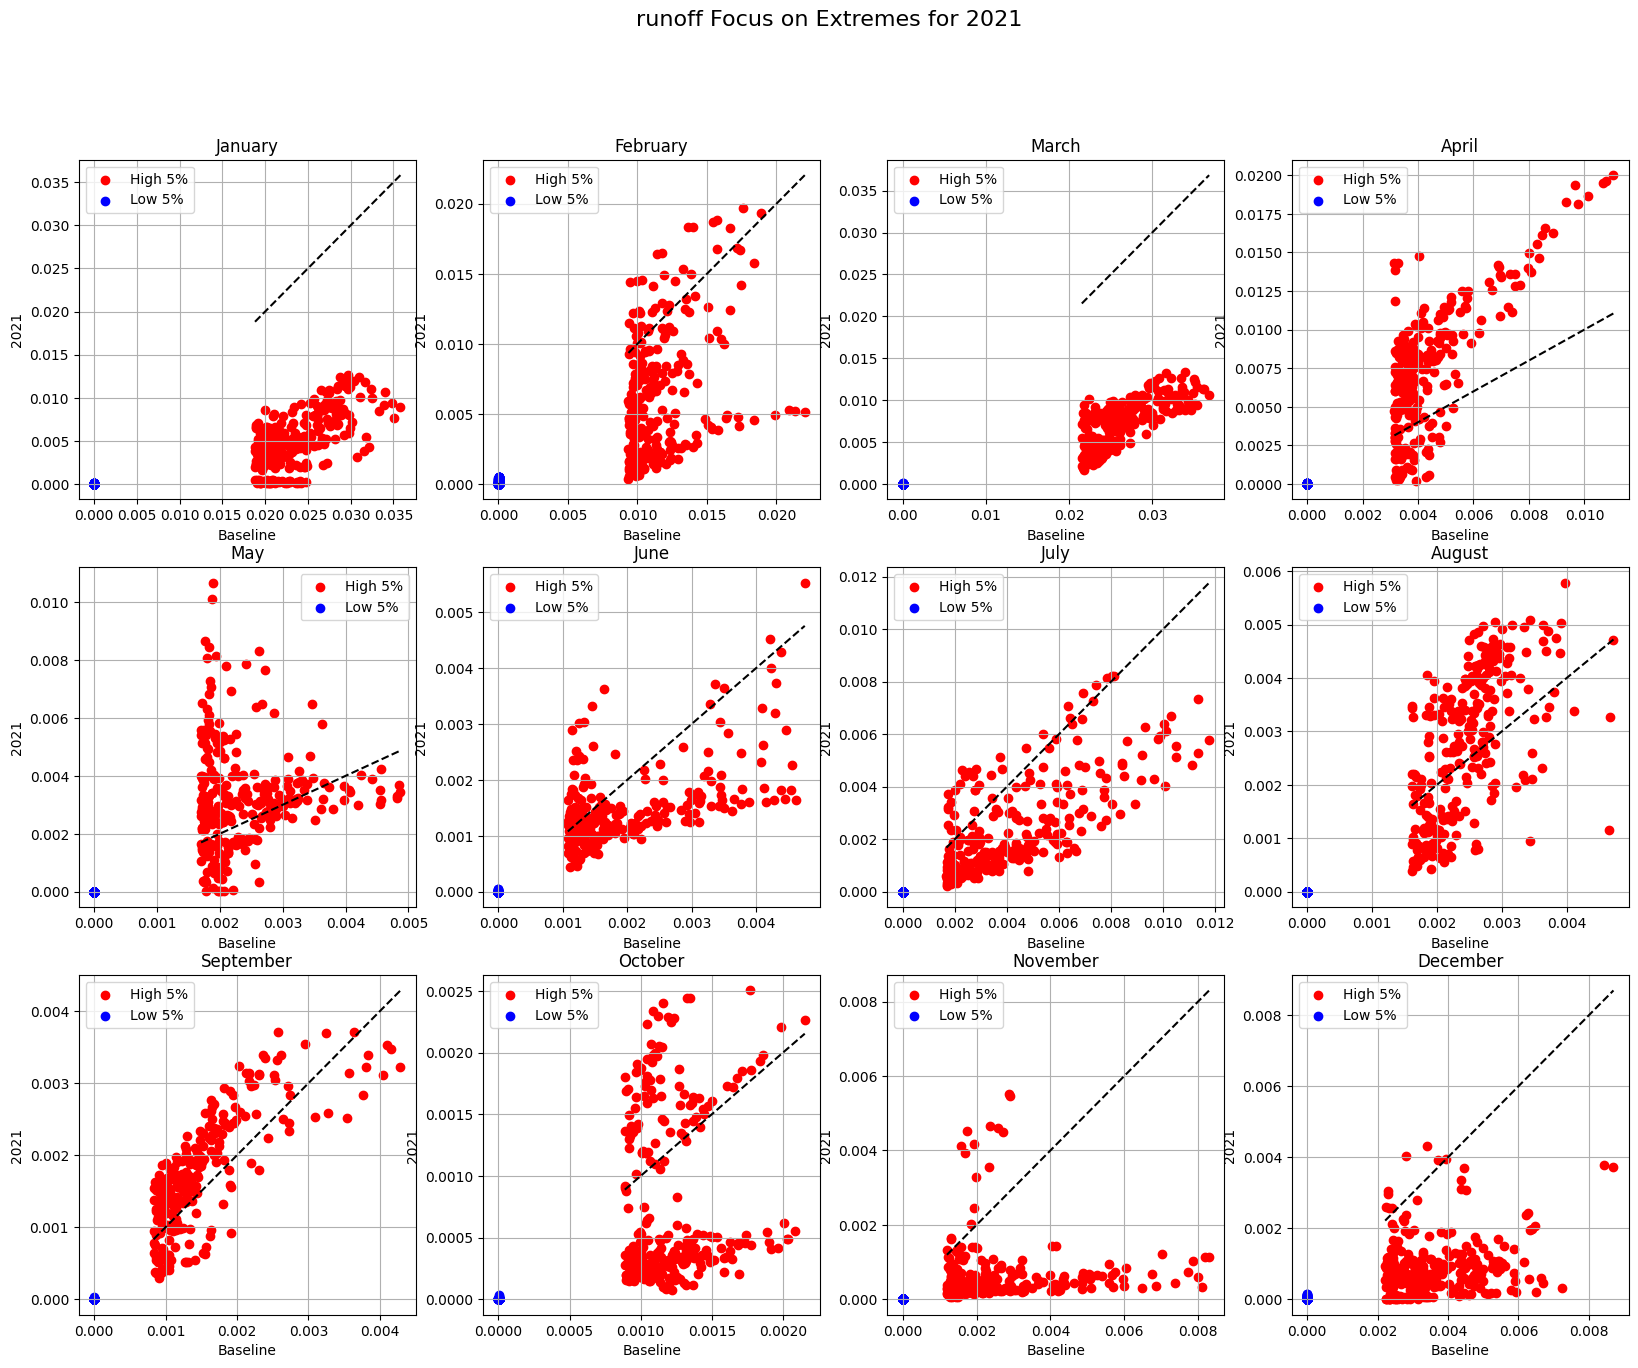 runoff Focus on Extremes for 2021
January
High 5%
Low 5%
0.035
0.030
0.025
0.020
0.015
0.010
0.005
0.000
2021
0.000 0.005 0.010 0.015 0.020 0.025 0.030 0.035
Baseline
February
High 5%
Low 5%
0.020
0.015
0.010
0.005
0.000
2021
0.000 0.005 0.010 0.015 0.020
Baseline
March
High 5%
Low 5%
0.035
0.030
0.025
0.020
0.015
0.010
0.005
0.000
2021
0.00 0.01 0.02 0.03
Baseline
April
High 5%
Low 5%
0.0200
0.0175
0.0150
0.0125
0.0100
0.0075
0.0050
0.0025
0.0000
2021
0.000 0.002 0.004 0.006 0.008 0.010
Baseline
May
High 5%
Low 5%
0.010
0.008
0.006
0.004
0.002
0.000
2021
0.000 0.001 0.002 0.003 0.004 0.005
Baseline
June
High 5%
Low 5%
0.005
0.004
0.003
0.002
0.001
0.000
2021
0.000 0.001 0.002 0.003 0.004
Baseline
July
High 5%
Low 5%
0.012
0.010
0.008
0.006
0.004
0.002
0.000
2021
0.000 0.002 0.004 0.006 0.008 0.010 0.012
Baseline
August
High 5%
Low 5%
0.006
0.005
0.004
0.003
0.002
0.001
0.000
2021
0.000 0.001 0.002 0.003 0.004
Baseline
September
High 5%
Low 5%
0.004
0.003
0.002
0.001
0.000
2021
0.000 0.001 0.002 0.003 0.004
Baseline
October
High 5%
Low 5%
0.0025
0.0020
0.0015
0.0010
0.0005
0.0000
2021
0.0000 0.0005 0.0010 0.0015 0.0020
Baseline
November
High 5%
Low 5%
0.008
0.006
0.004
0.002
0.000
2021
0.000 0.002 0.004 0.006 0.008
Baseline
December
High 5%
Low 5%
0.008
0.006
0.004
0.002
0.000
2021
0.000 0.002 0.004 0.006 0.008
Baseline